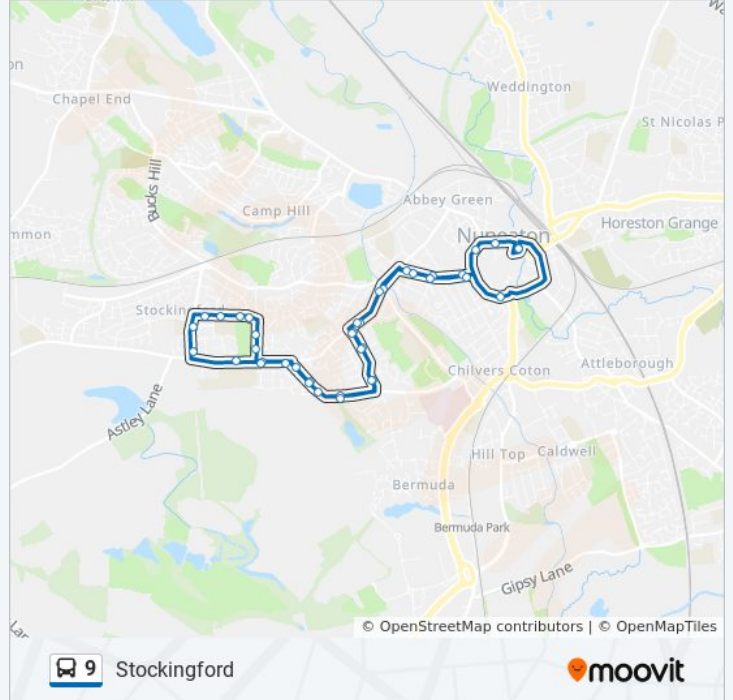 Weddington
Chapel End
St Nicolas P
Bucks Hill
Abbey Green
Camp Hill
Horeston Grange
Nuneaton
mmon
Stockingford
Attleborough
Chilvers Coton
Astley Lane
Hill Top
Caldwell
Bermuda
Bermuda Park
Gipsy Lane
© OpenStreetMap contributors | © OpenMapTiles
9 Stockingford
moovit